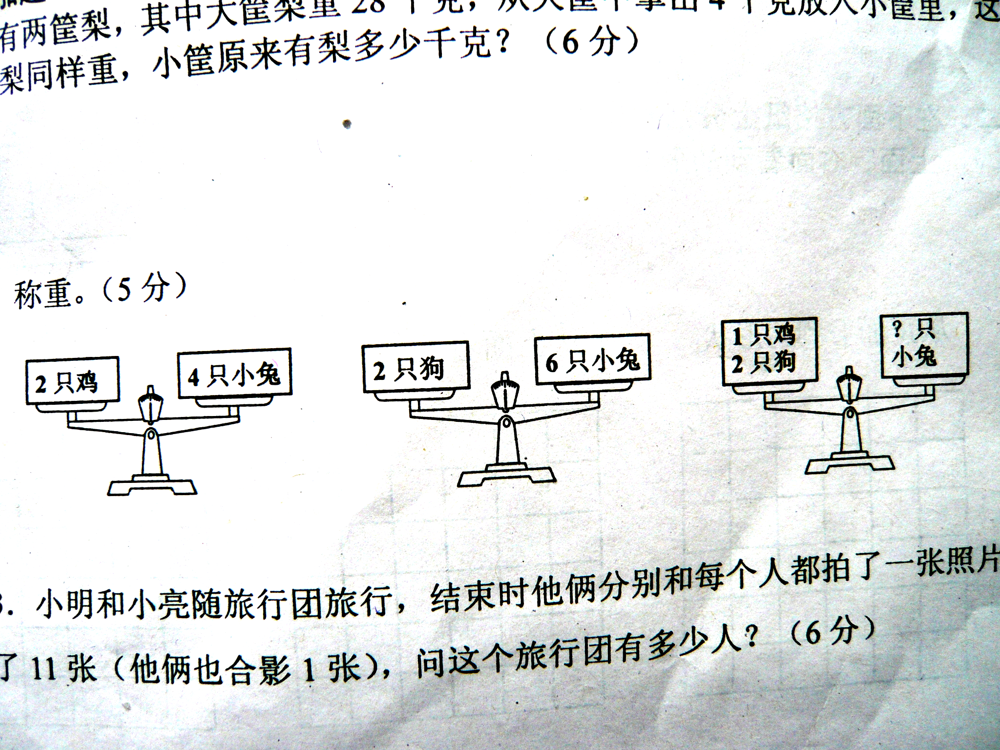 有两筐梨，其中大筐梨重 28 千克，从大筐中拿出 4 千克放入小筐里，这
梨同样重，小筐原来有梨多少千克？（6 分）
称重。（5 分）
2 只鸡
4 只小兔
2 只狗
6 只小兔
1 只鸡
2 只狗
？只
小兔
3. 小明和小亮随旅行团旅行，结束时他俩分别和每个人都拍了一张照片
了 11 张（他俩也合影 1 张），问这个旅行团有多少人？（6 分）